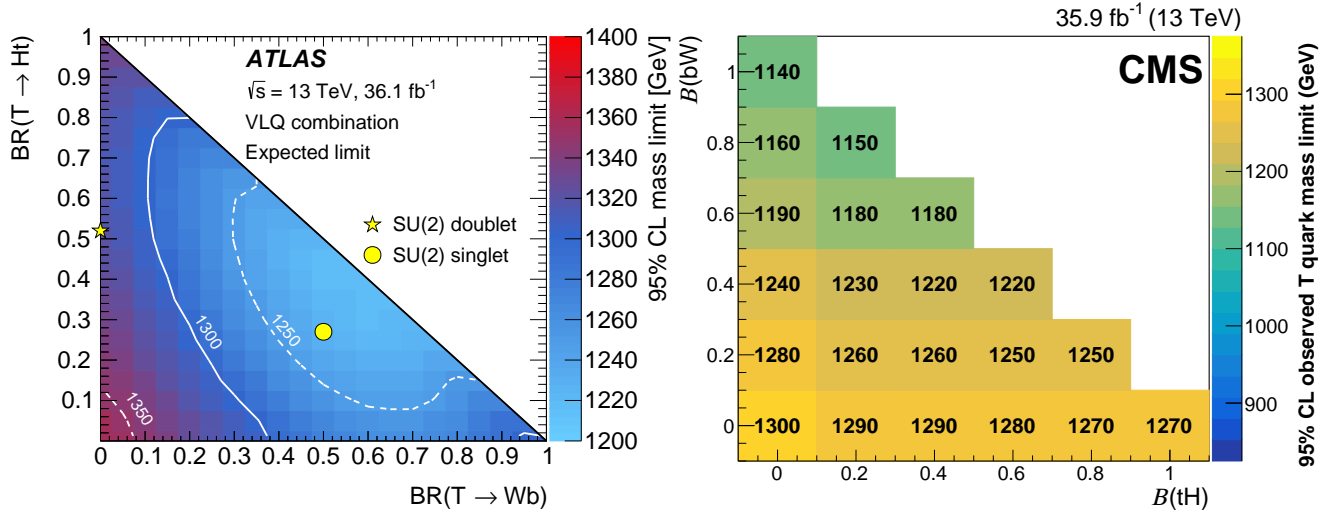 ATLAS
√s = 13 TeV, 36.1 fb⁻¹
VLQ combination
Expected limit
SU(2) doublet
SU(2) singlet
1300
1250
1350
BR(T → Ht)
1
0.9
0.8
0.7
0.6
0.5
0.4
0.3
0.2
0.1
0 0.1 0.2 0.3 0.4 0.5 0.6 0.7 0.8 0.9 1
BR(T → Wb)
1400
1380
1360
1340
1320
1300
1280
1260
1240
1220
1200
95% CL mass limit [GeV]
35.9 fb⁻¹ (13 TeV)
CMS
B(bW)
1 1140
0.8 1160 1150
0.6 1190 1180 1180
0.4 1240 1230 1220 1220
0.2 1280 1260 1260 1250 1250
0 1300 1290 1290 1280 1270 1270
0 0.2 0.4 0.6 0.8 1
B(tH)
1300
1200
1100
1000
900
95% CL observed T quark mass limit (GeV)